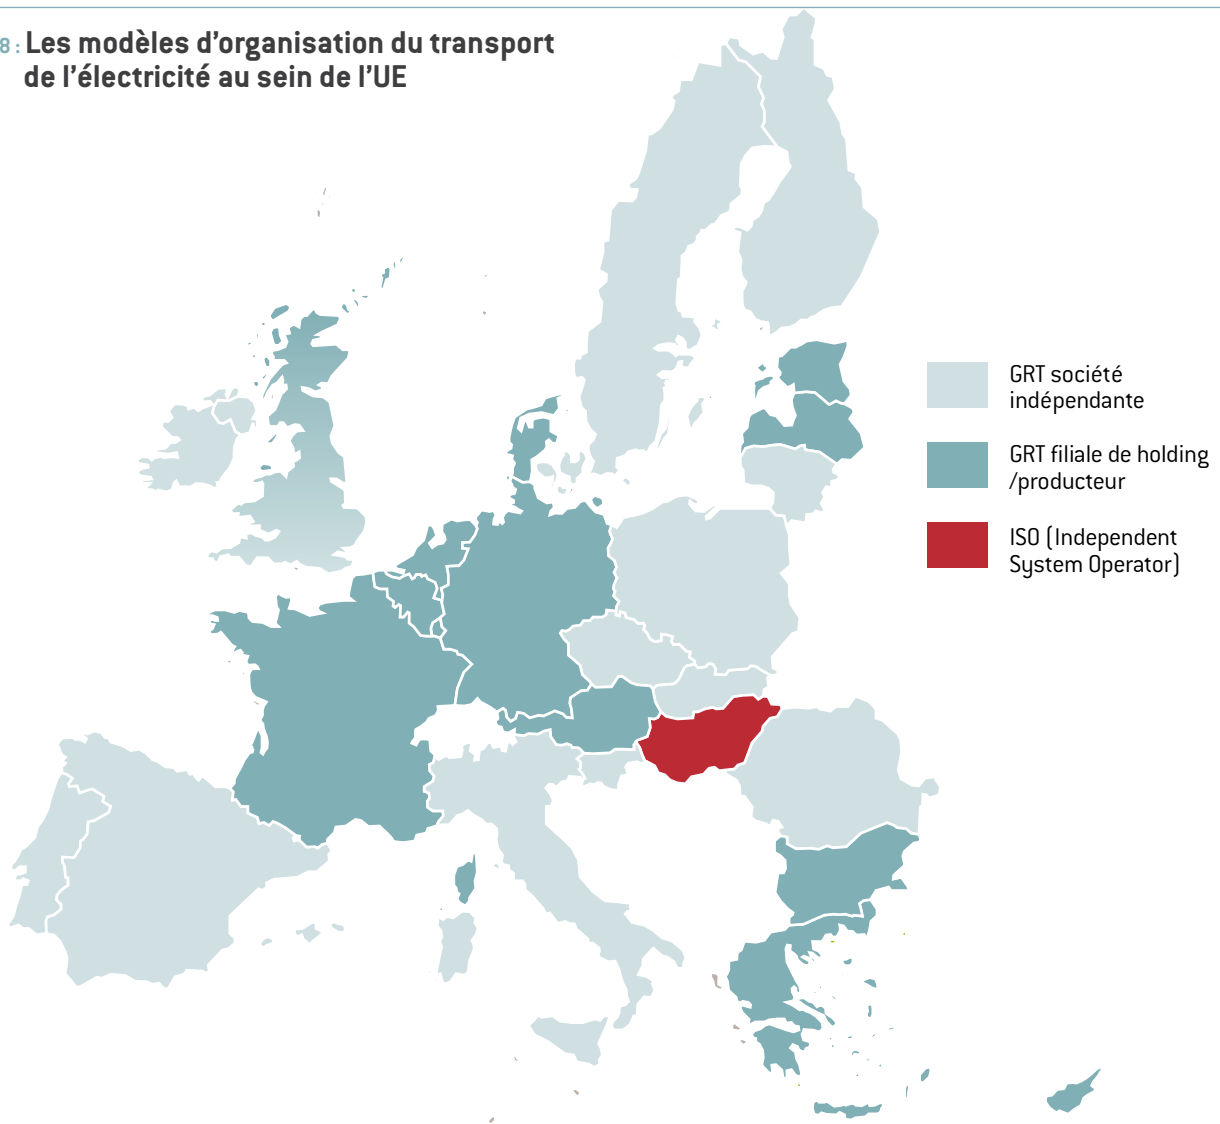 8 : Les modèles d’organisation du transport
de l’électricité au sein de l’UE
GRT société
indépendante
GRT filiale de holding
/producteur
ISO (Independent
System Operator)